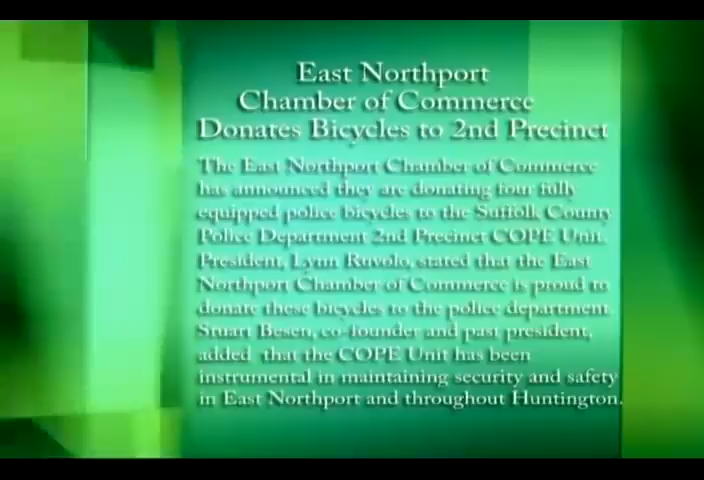 East Northport
Chamber of Commerce
Donates Bicycles to 2nd Precinct
The East Northport Chamber of Commerce
has announced they are donating four fully
equipped police bicycles to the Suffolk County
Police Department 2nd Precinct COPE Unit.
President, Lynn Ruvolo, stated that the East
Northport Chamber of Commerce is proud to
donate these bicycles to the police department.
Stuart Besen, co-founder and past president,
added that the COPE Unit has been
instrumental in maintaining security and safety
in East Northport and throughout Huntington.